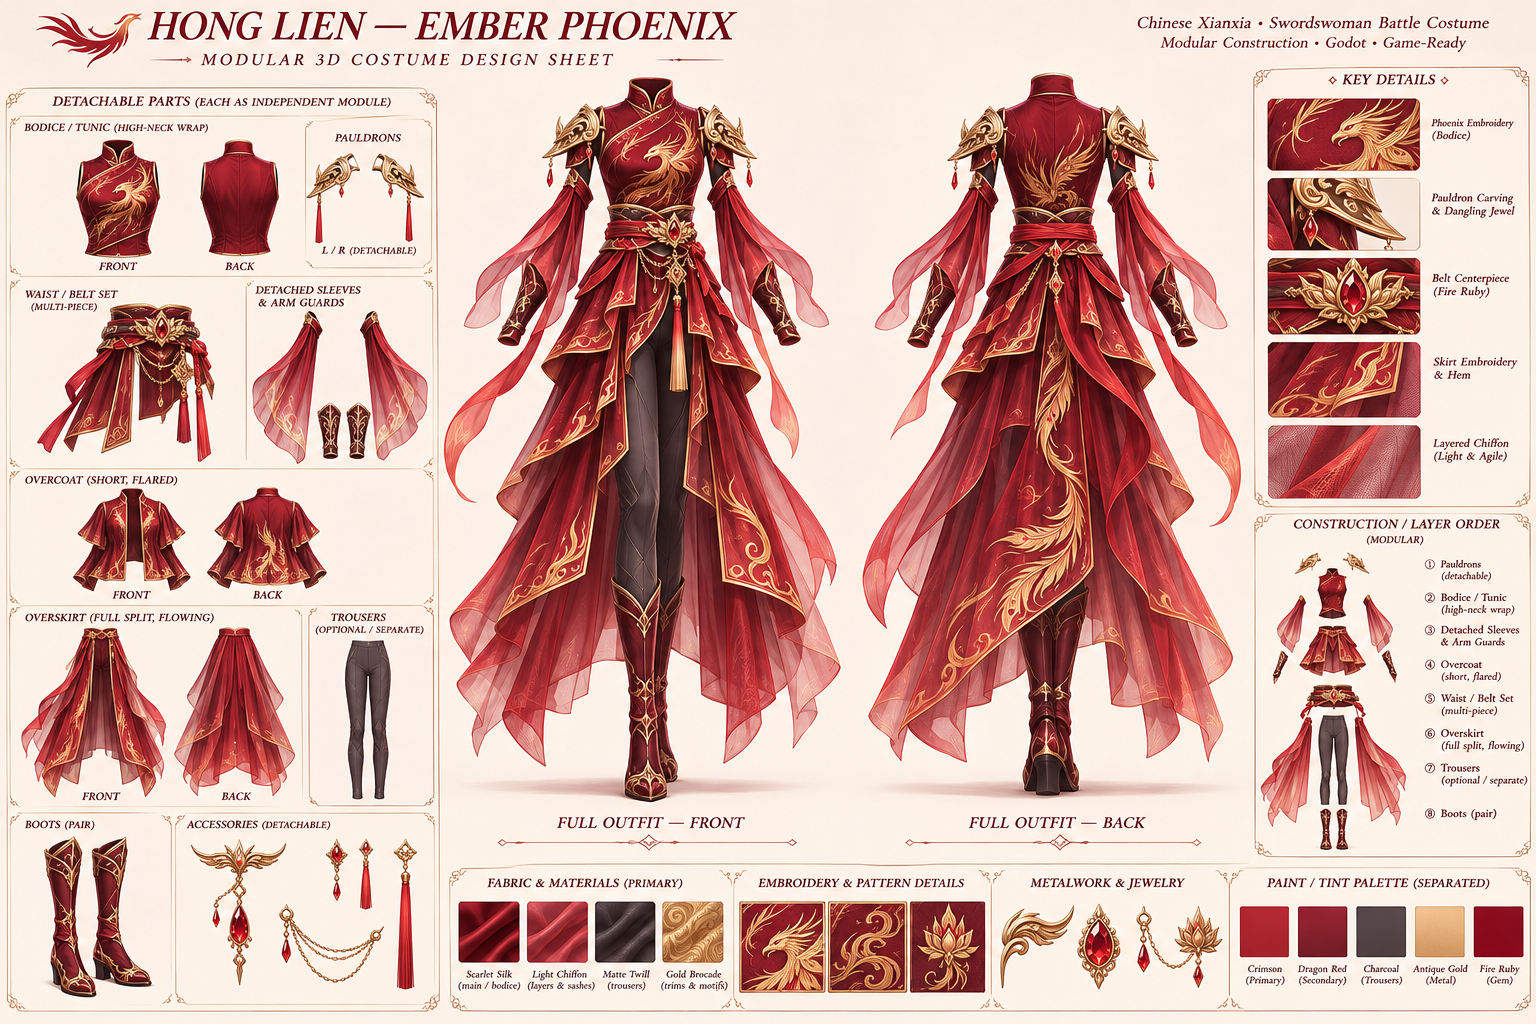 HONG LIEN — EMBER PHOENIX
MODULAR 3D COSTUME DESIGN SHEET
Chinese Xianxia • Swordswoman Battle Costume
Modular Construction • Godot • Game-Ready
DETACHABLE PARTS (EACH AS INDEPENDENT MODULE)
BODICE / TUNIC (HIGH-NECK WRAP)
FRONT
BACK
PAULDRONS
L / R (DETACHABLE)
WAIST / BELT SET
(MULTI-PIECE)
DETACHED SLEEVES
& ARM GUARDS
OVERCOAT (SHORT, FLARED)
FRONT
BACK
OVERSKIRT (FULL SPLIT, FLOWING)
FRONT
BACK
TROUSERS
(OPTIONAL / SEPARATE)
BOOTS (PAIR)
ACCESSORIES (DETACHABLE)
FULL OUTFIT — FRONT
FULL OUTFIT — BACK
KEY DETAILS
Phoenix Embroidery
(Bodice)
Pauldron Carving
& Dangling Jewel
Belt Centerpiece
(Fire Ruby)
Skirt Embroidery
& Hem
Layered Chiffon
(Light & Agile)
CONSTRUCTION / LAYER ORDER
(MODULAR)
① Pauldrons
(detachable)
② Bodice / Tunic
(high-neck wrap)
③ Detached Sleeves
& Arm Guards
④ Overcoat
(short, flared)
⑤ Waist / Belt Set
(multi-piece)
⑥ Overskirt
(full split, flowing)
⑦ Trousers
(optional / separate)
⑧ Boots (pair)
FABRIC & MATERIALS (PRIMARY)
Scarlet Silk
(main / bodice)
Light Chiffon
(layers & sashes)
Matte Twill
(trousers)
Gold Brocade
(trims & motifs)
EMBROIDERY & PATTERN DETAILS
METALWORK & JEWELRY
PAINT / TINT PALETTE (SEPARATED)
Crimson
(Primary)
Dragon Red
(Secondary)
Charcoal
(Trousers)
Antique Gold
(Metal)
Fire Ruby
(Gem)